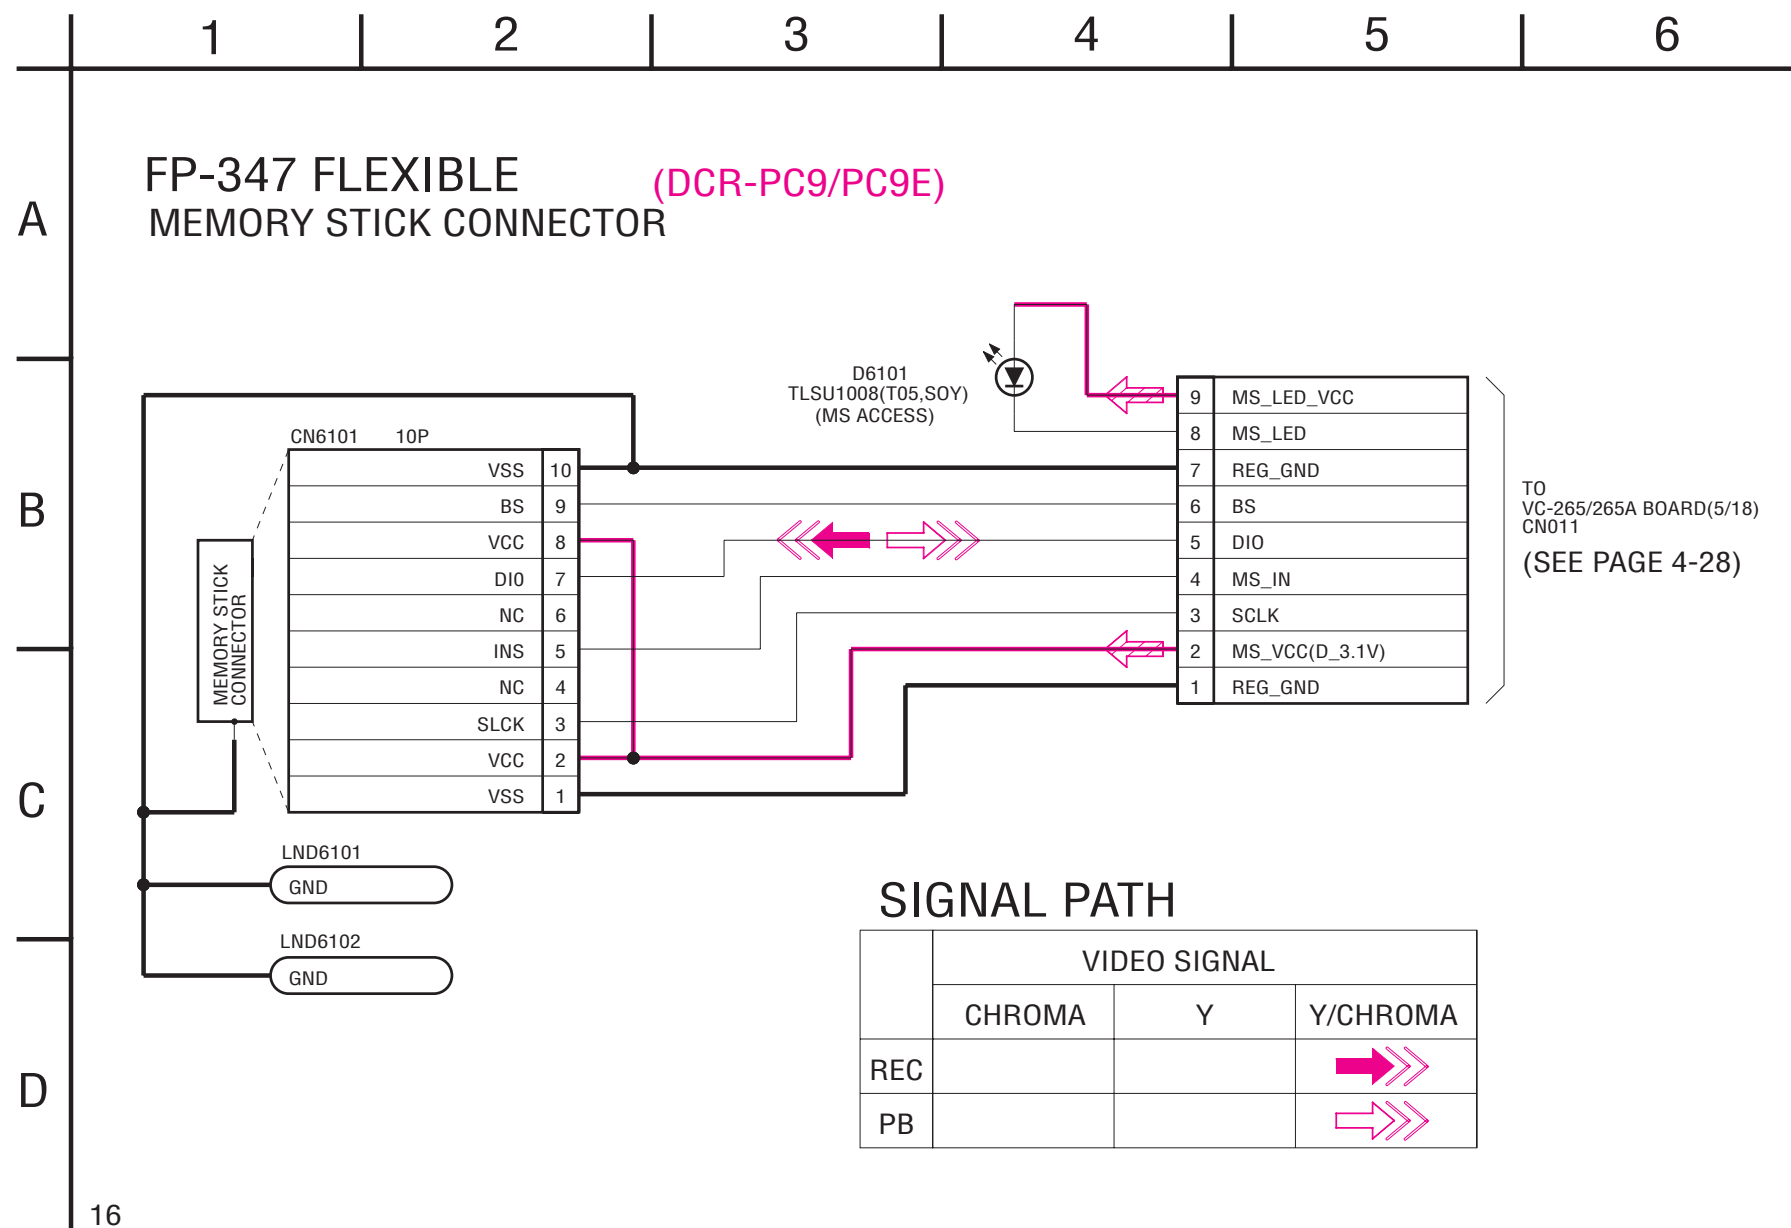 1 2 3 4 5 6
A
B
C
D
FP-347 FLEXIBLE
(DCR-PC9/PC9E)
MEMORY STICK CONNECTOR
D6101
TLSU1008(T05,SOY)
(MS ACCESS)
CN6101 10P
VSS 10
BS 9
VCC 8
DI0 7
NC 6
INS 5
NC 4
SLCK 3
VCC 2
VSS 1
MEMORY STICK
CONNECTOR
9 MS_LED_VCC
8 MS_LED
7 REG_GND
6 BS
5 DIO
4 MS_IN
3 SCLK
2 MS_VCC(D_3.1V)
1 REG_GND
TO
VC-265/265A BOARD(5/18)
CN011
(SEE PAGE 4-28)
LND6101
GND
LND6102
GND
SIGNAL PATH
VIDEO SIGNAL
CHROMA Y Y/CHROMA
REC
PB
16